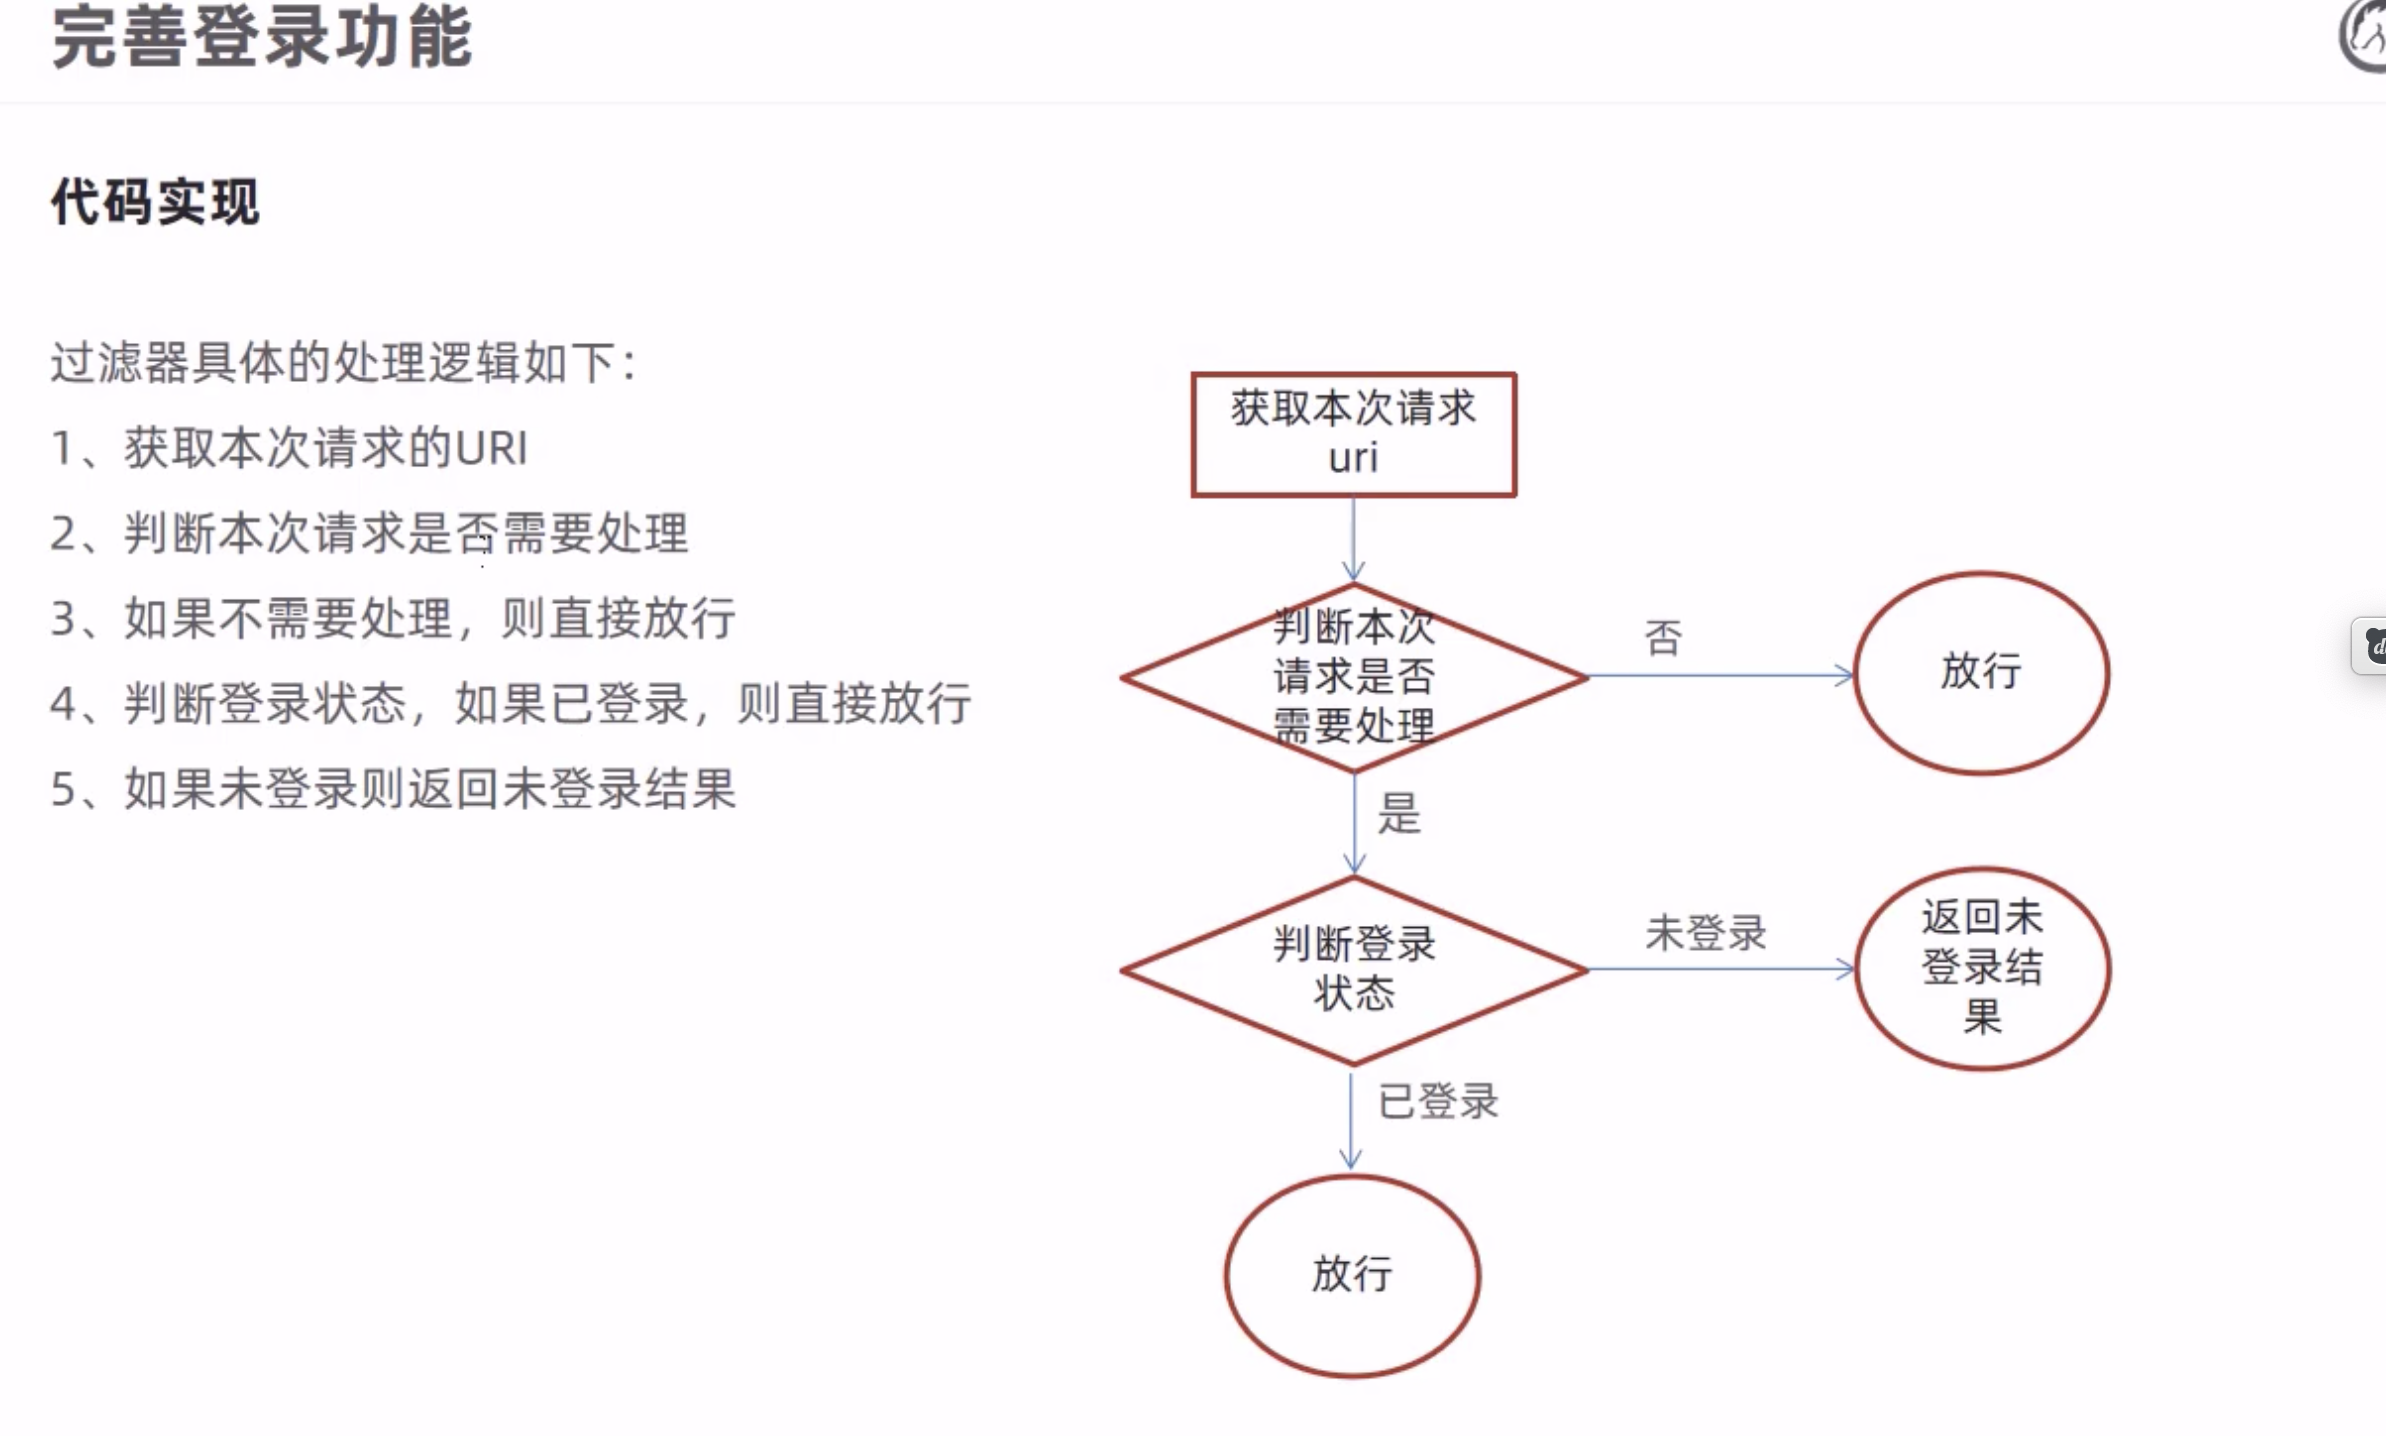 完善登录功能
代码实现
过滤器具体的处理逻辑如下：
1、获取本次请求的URI
2、判断本次请求是否需要处理
3、如果不需要处理，则直接放行
4、判断登录状态，如果已登录，则直接放行
5、如果未登录则返回未登录结果
获取本次请求
uri
判断本次
请求是否
需要处理
否
放行
是
判断登录
状态
未登录
返回未
登录结
果
已登录
放行